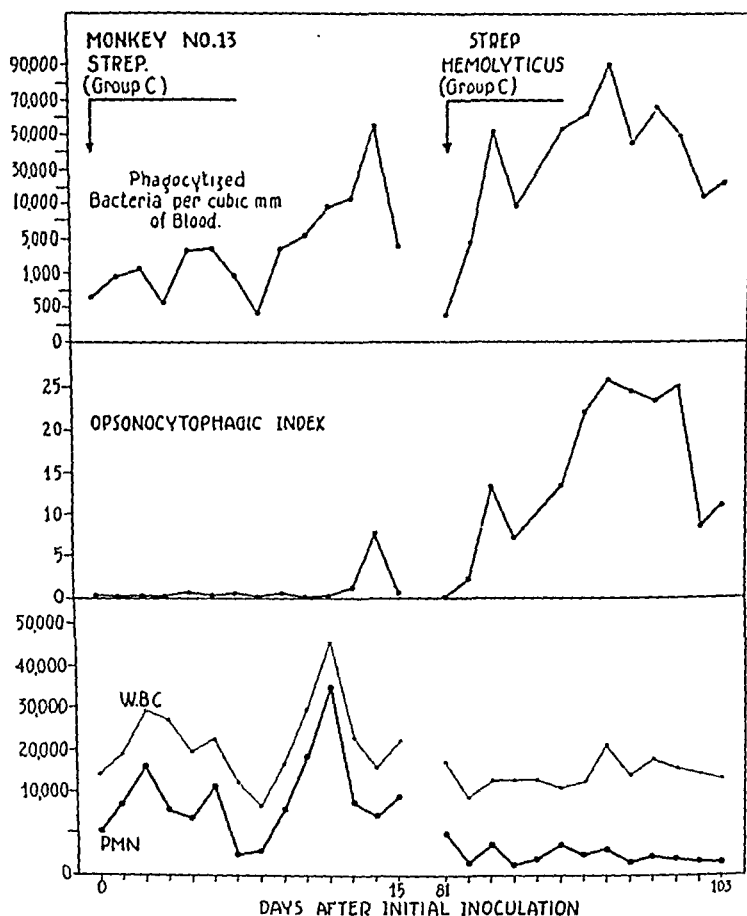 MONKEY NO.13
STREP.
(Group C)
STREP
HEMOLYTICUS
(Group C)
Phagocytized
Bacteria per cubic mm
of Blood.
90,000
70,000
50,000
30,000
10,000
5,000
1,000
500
0
OPSONOCYTOPHAGIC INDEX
25
20
15
10
5
0
50,000
40,000
30,000
20,000
10,000
0
W.BC
PMN
0 15 81 103
DAYS AFTER INITIAL INOCULATION